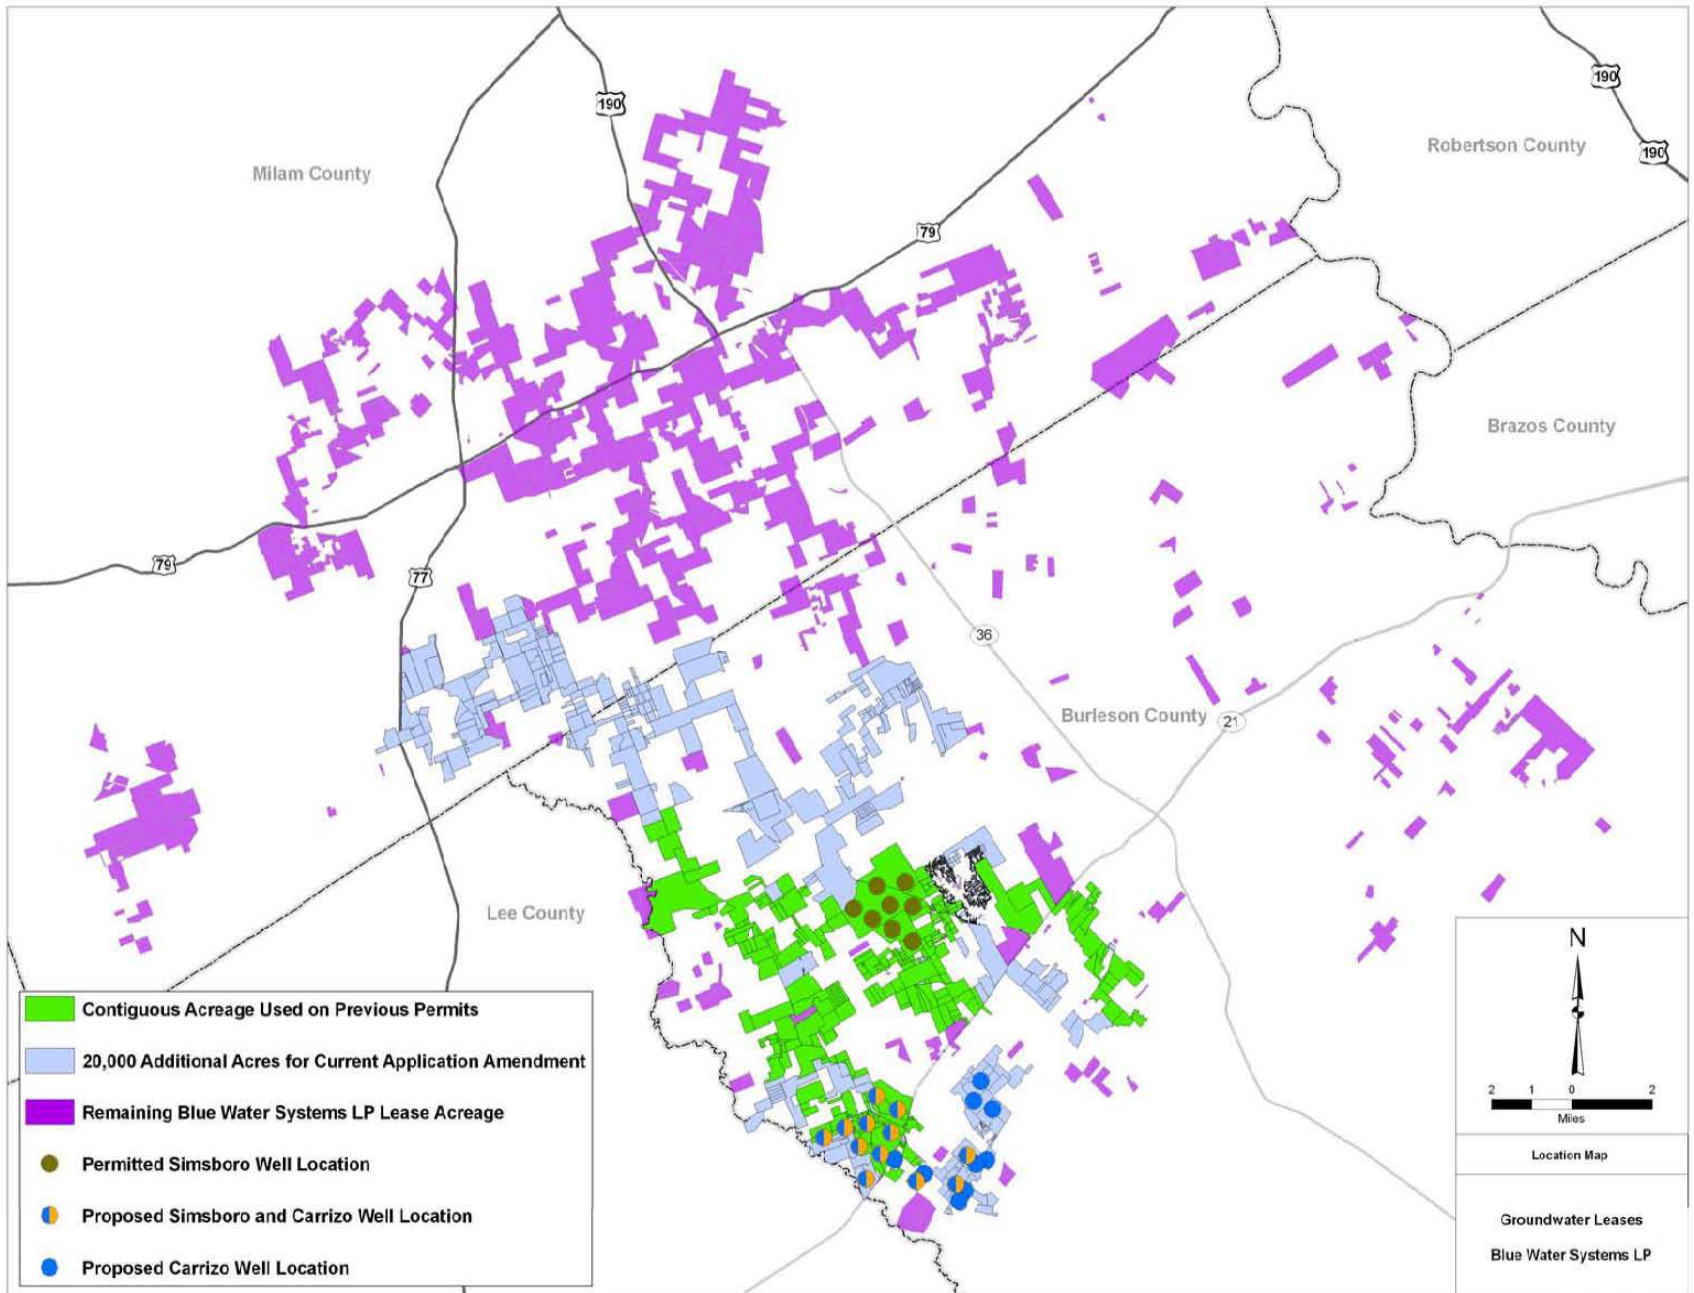 190
190
Robertson County
190
Milam County
79
Brazos County
79
77
36
Burleson County
21
Lee County
N
Contiguous Acreage Used on Previous Permits
20,000 Additional Acres for Current Application Amendment
2 1 0 2
Remaining Blue Water Systems LP Lease Acreage
Miles
Location Map
Permitted Simsboro Well Location
Proposed Simsboro and Carrizo Well Location
Groundwater Leases
Blue Water Systems LP
Proposed Carrizo Well Location